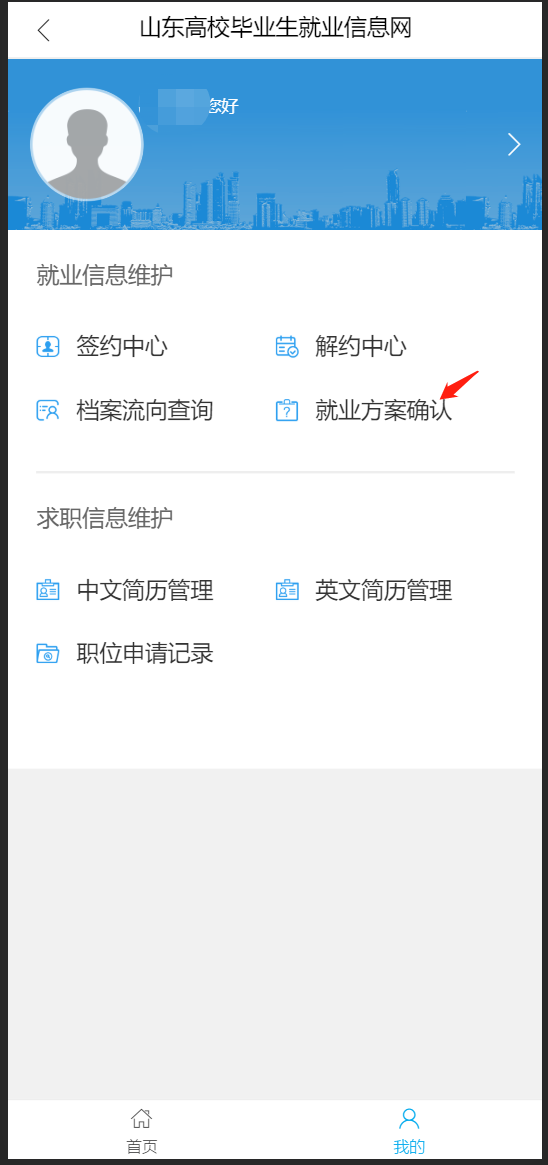 山东高校毕业生就业信息网
您好
就业信息维护
签约中心 解约中心
档案流向查询 就业方案确认
求职信息维护
中文简历管理 英文简历管理
职位申请记录
首页 我的